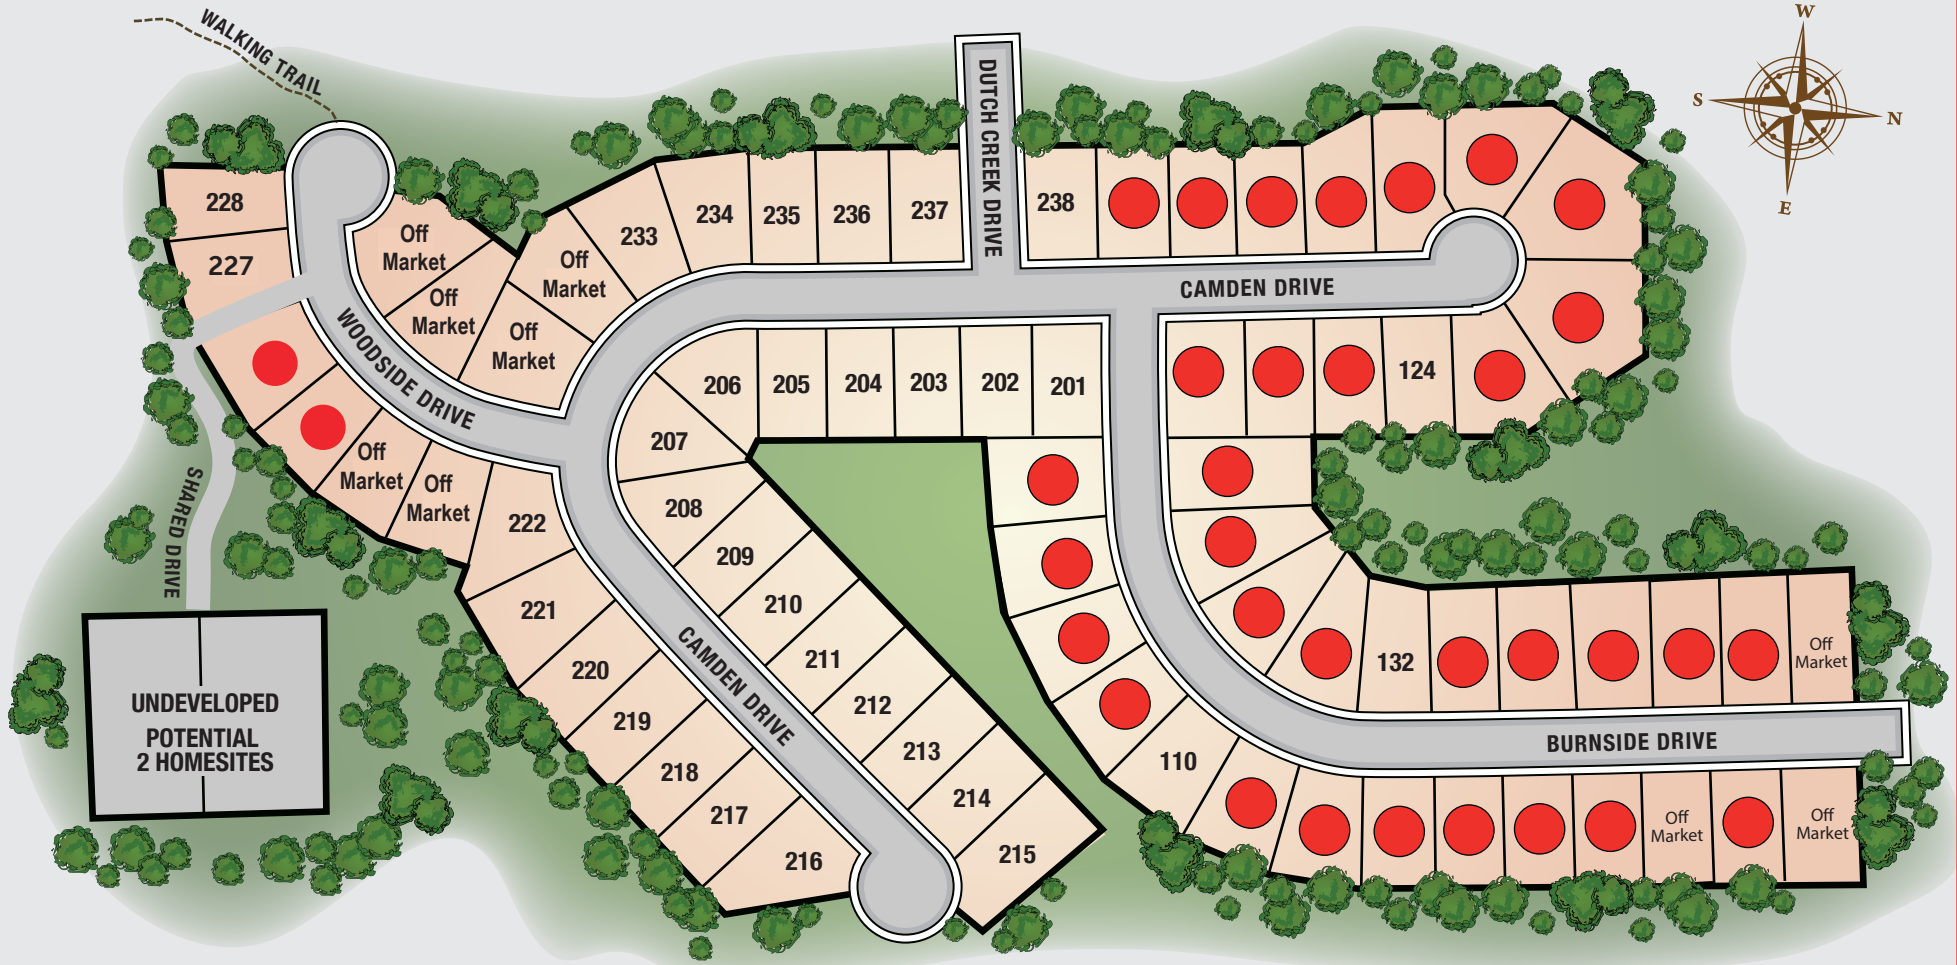 WALKING TRAIL
W
S
N
E
DUTCH CREEK DRIVE
228
227
Off
Market
Off
Market
Off
Market
Off
Market
233
234
235
236
237
238
CAMDEN DRIVE
WOODSIDE DRIVE
206
205
204
203
202
201
124
207
208
209
210
211
212
213
214
215
Off
Market
Off
Market
222
221
220
219
218
217
216
CAMDEN DRIVE
SHARED DRIVE
UNDEVELOPED
POTENTIAL
2 HOMESITES
132
Off
Market
BURNSIDE DRIVE
110
Off
Market
Off
Market